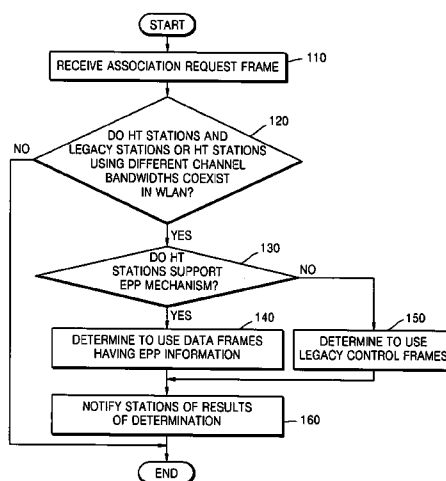 START
RECEIVE ASSOCIATION REQUEST FRAME
110
120
DO HT STATIONS AND
LEGACY STATIONS OR HT STATIONS
USING DIFFERENT CHANNEL
BANDWIDTHS COEXIST
IN WLAN?
NO
YES
130
DO HT
STATIONS SUPPORT
EPP MECHANISM?
NO
YES
140
DETERMINE TO USE DATA FRAMES
HAVING EPP INFORMATION
150
DETERMINE TO USE
LEGACY CONTROL FRAMES
NOTIFY STATIONS OF RESULTS
OF DETERMINATION
160
END